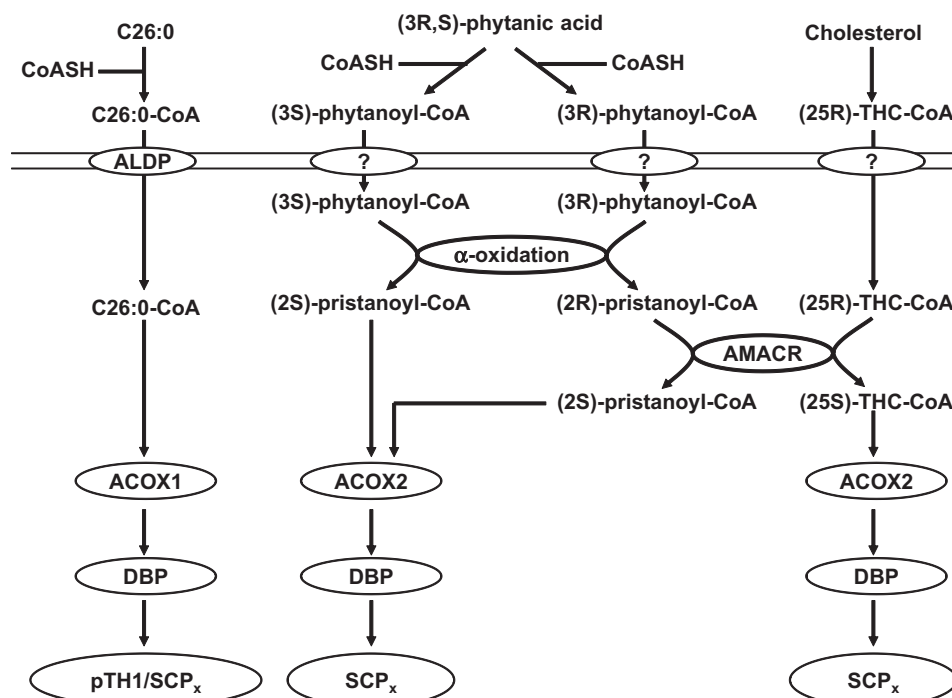 C26:0
(3R,S)-phytanic acid
Cholesterol
CoASH
CoASH
CoASH
C26:0-CoA
(3S)-phytanoyl-CoA
(3R)-phytanoyl-CoA
(25R)-THC-CoA
ALDP
?
?
?
(3S)-phytanoyl-CoA
(3R)-phytanoyl-CoA
α-oxidation
C26:0-CoA
(2S)-pristanoyl-CoA
(2R)-pristanoyl-CoA
(25R)-THC-CoA
AMACR
(2S)-pristanoyl-CoA
(25S)-THC-CoA
ACOX1
ACOX2
ACOX2
DBP
DBP
DBP
pTH1/SCPx
SCPx
SCPx